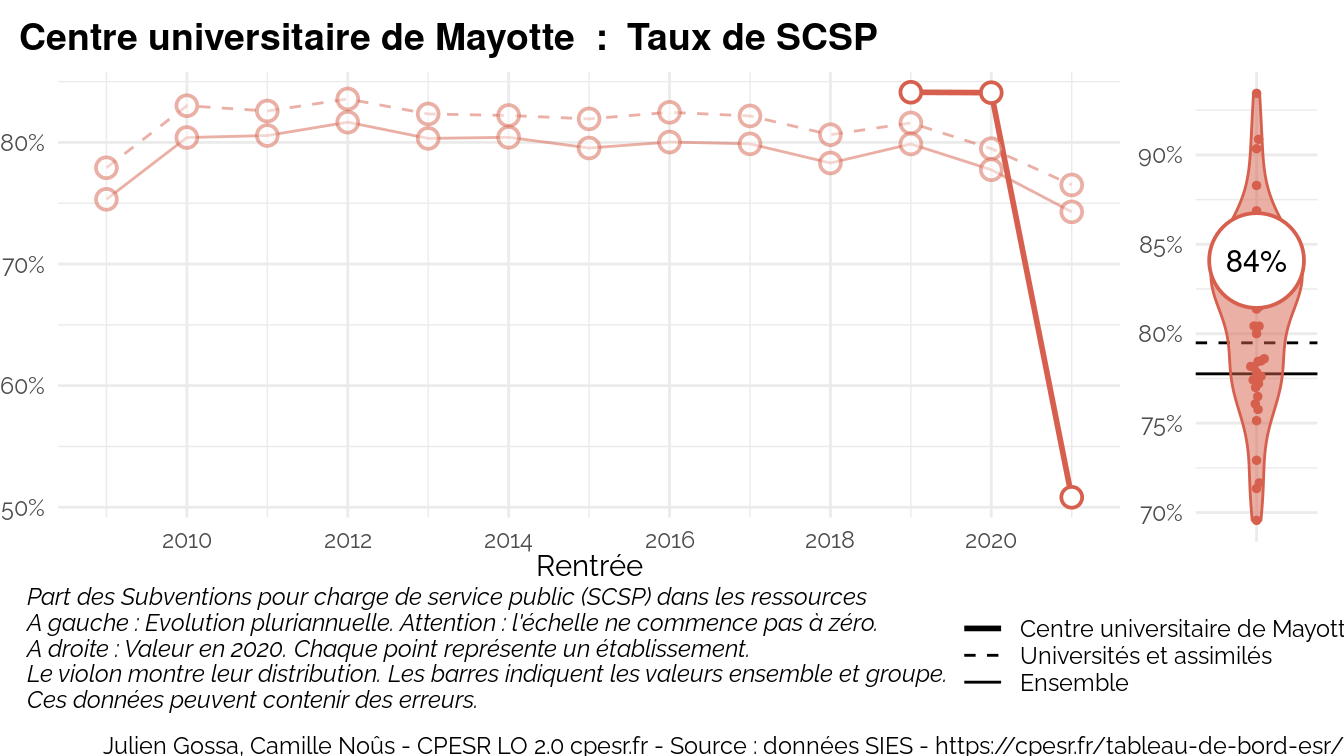 Centre universitaire de Mayotte : Taux de SCSP
80%
70%
60%
50%
2010 2012 2014 2016 2018 2020
Rentrée
90%
85%
80%
75%
70%
84%
Part des Subventions pour charge de service public (SCSP) dans les ressources
A gauche : Evolution pluriannuelle. Attention : l'échelle ne commence pas à zéro.
A droite : Valeur en 2020. Chaque point représente un établissement.
Le violon montre leur distribution. Les barres indiquent les valeurs ensemble et groupe.
Ces données peuvent contenir des erreurs.
Centre universitaire de Mayott
Universités et assimilés
Ensemble
Julien Gossa, Camille Noûs - CPESR LO 2.0 cpesr.fr - Source : données SIES - https://cpesr.fr/tableau-de-bord-esr/